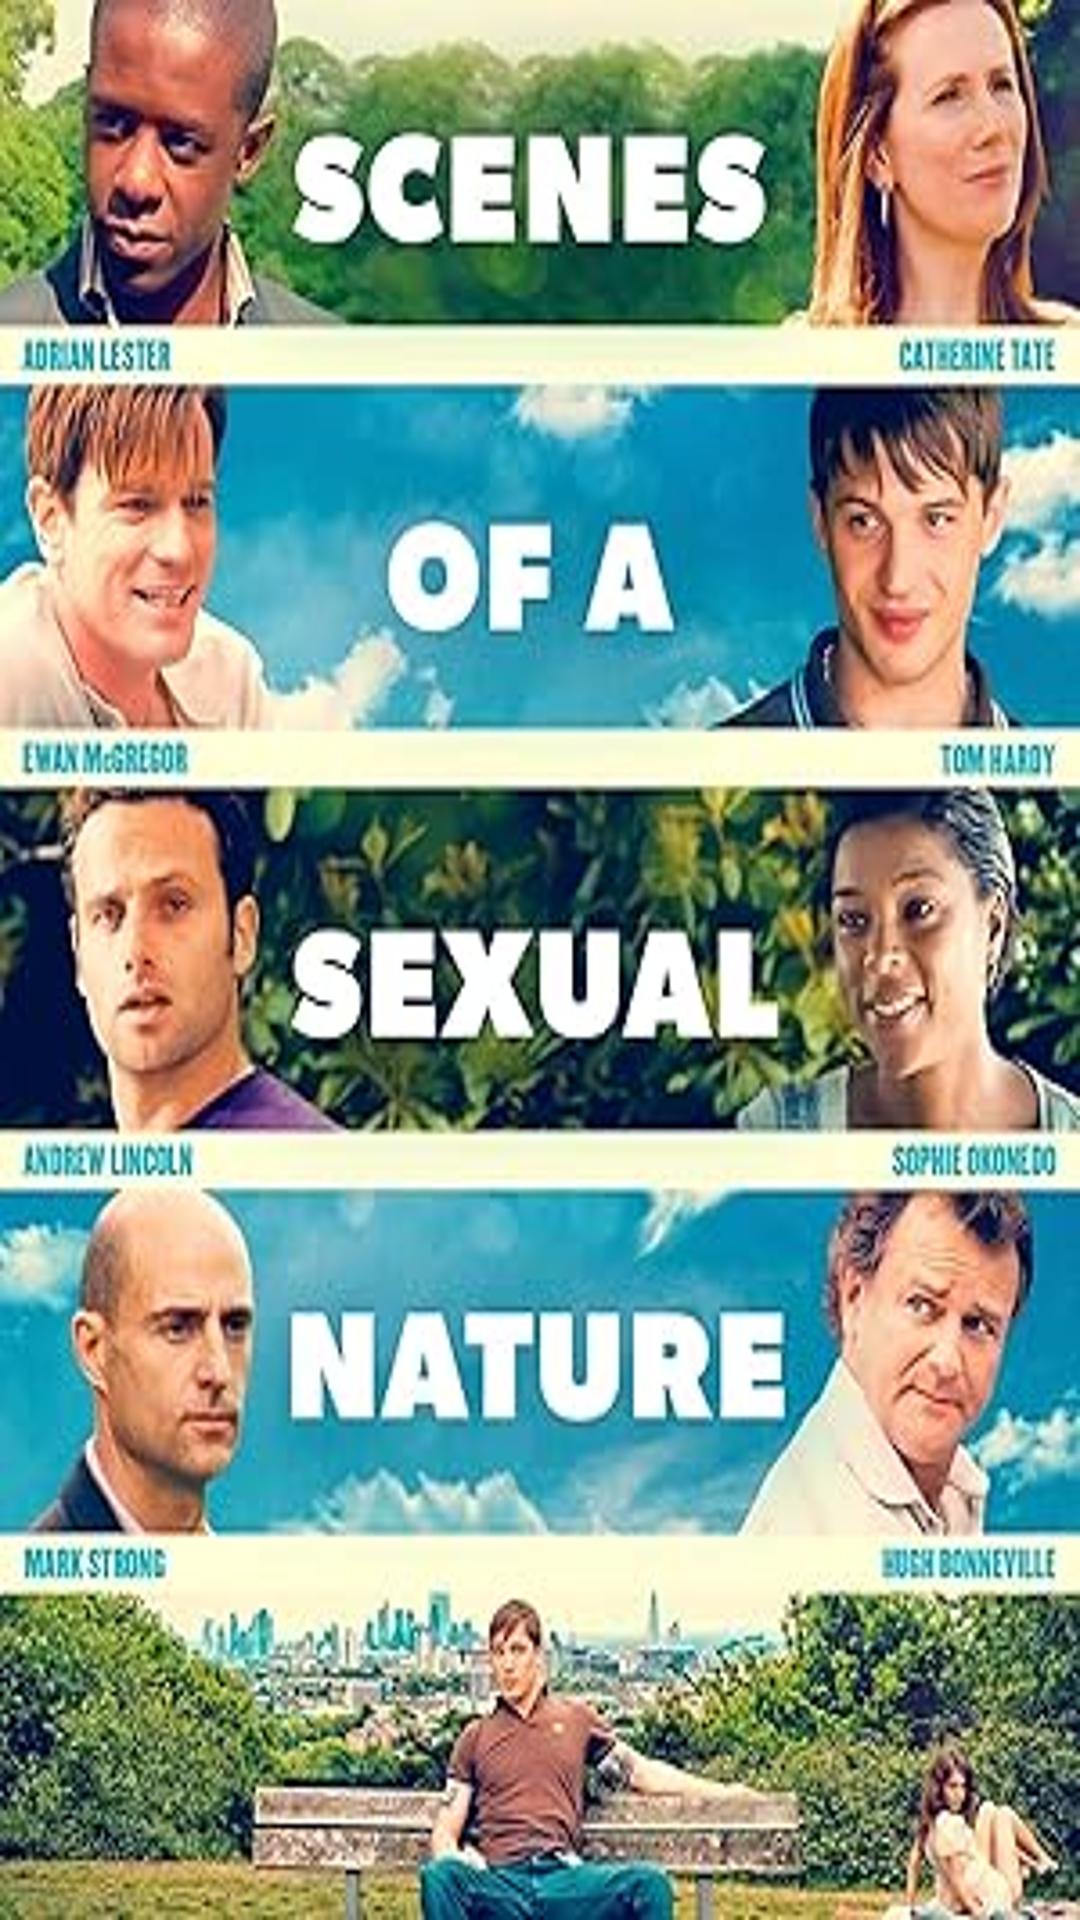 SCENES
ADRIAN LESTER CATHERINE TATE
OF A
EWAN McGREGOR TOM HARDY
SEXUAL
ANDREW LINCOLN SOPHIE OKONEDO
NATURE
MARK STRONG HUGH BONNEVILLE